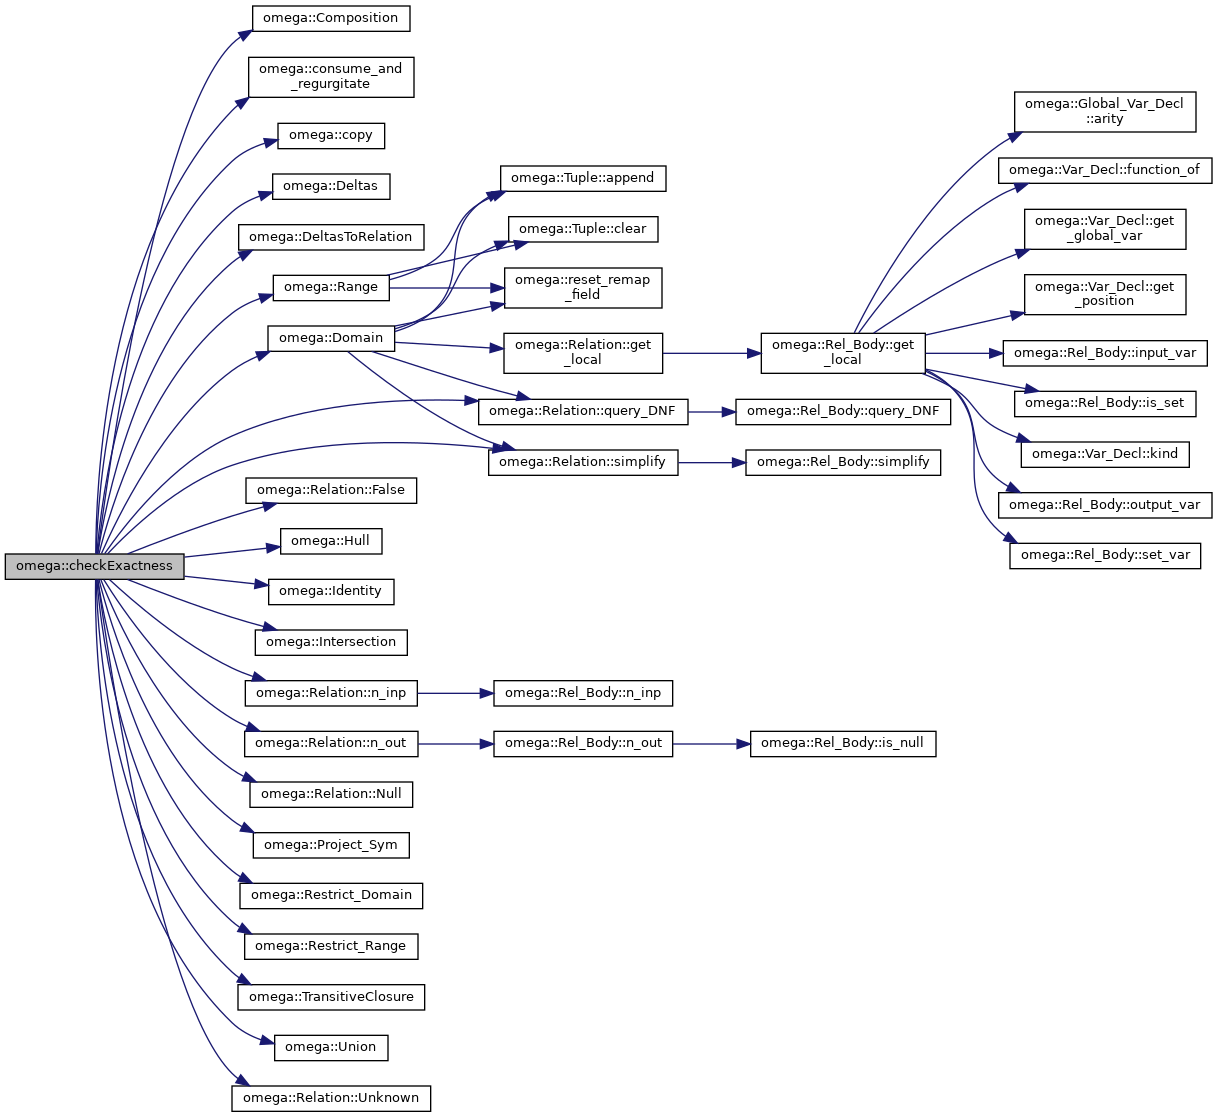 omega::Composition
omega::consume_and
_regurgitate
omega::copy
omega::Deltas
omega::DeltasToRelation
omega::Range
omega::Domain
omega::Tuple::append
omega::Tuple::clear
omega::reset_remap
_field
omega::Relation::get
_local
omega::Relation::query_DNF
omega::Relation::simplify
omega::Rel_Body::get
_local
omega::Rel_Body::query_DNF
omega::Rel_Body::simplify
omega::Global_Var_Decl
::arity
omega::Var_Decl::function_of
omega::Var_Decl::get
_global_var
omega::Var_Decl::get
_position
omega::Rel_Body::input_var
omega::Rel_Body::is_set
omega::Var_Decl::kind
omega::Rel_Body::output_var
omega::Rel_Body::set_var
omega::Relation::False
omega::Hull
omega::checkExactness
omega::Identity
omega::Intersection
omega::Relation::n_inp
omega::Rel_Body::n_inp
omega::Relation::n_out
omega::Rel_Body::n_out
omega::Rel_Body::is_null
omega::Relation::Null
omega::Project_Sym
omega::Restrict_Domain
omega::Restrict_Range
omega::TransitiveClosure
omega::Union
omega::Relation::Unknown